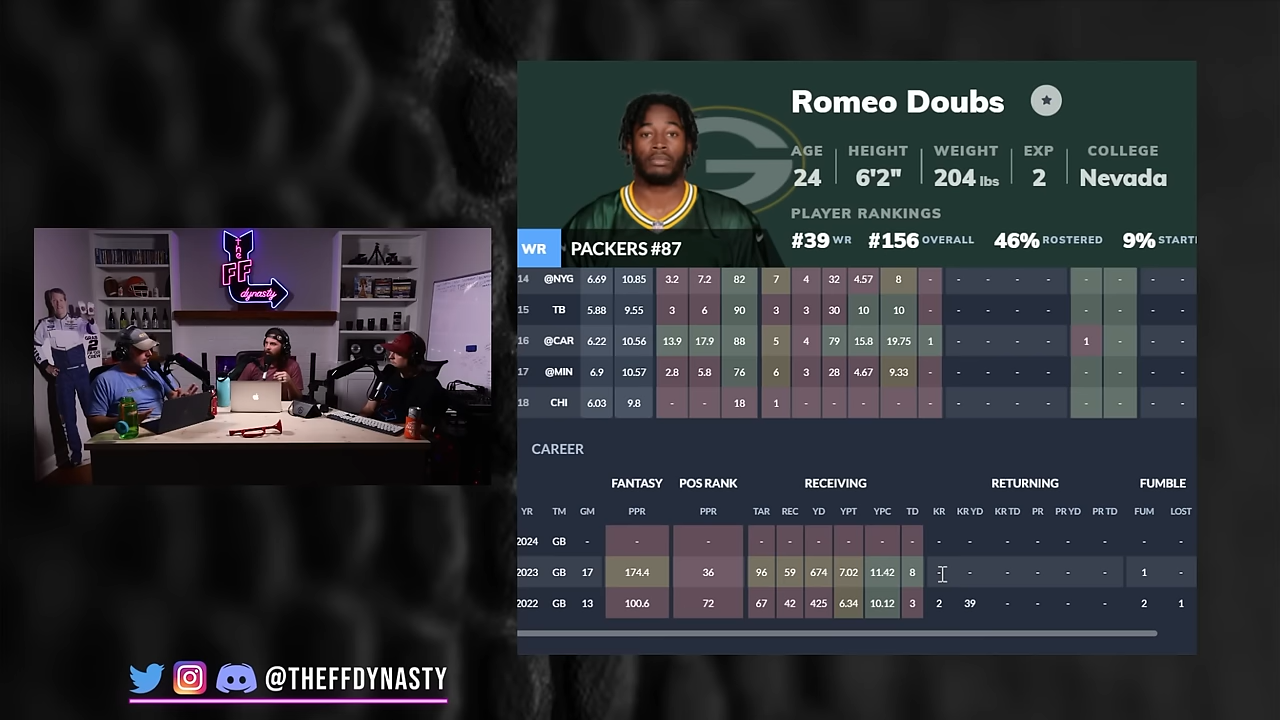 Romeo Doubs
AGE HEIGHT WEIGHT EXP COLLEGE
24 6'2" 204 lbs 2 Nevada
PLAYER RANKINGS
#39 WR #156 OVERALL 46% ROSTERED 9% STARTI
WR PACKERS #87
14 @NYG 6.69 10.85 3.2 7.2 82 7 4 32 4.57 8 - - - - - - - - -
15 TB 5.88 9.55 3 6 90 3 3 30 10 10 - - - - - - - - -
16 @CAR 6.22 10.56 13.9 17.9 88 5 4 79 15.8 19.75 1 - - - - 1 - - -
17 @MIN 6.9 10.57 2.8 5.8 76 6 3 28 4.67 9.33 - - - - - - - - -
18 CHI 6.03 9.8 - - 18 1 - - - - - - - - - - - - -
CAREER
FANTASY POS RANK RECEIVING RETURNING FUMBLE
YR TM GM PPR PPR TAR REC YD YPT YPC TD KR KR YD KR TD PR PR YD PR TD FUM LOST
2024 GB - - - - - - - - - - - - - - - - -
2023 GB 17 174.4 36 96 59 674 7.02 11.42 8 - - - - - - 1 -
2022 GB 13 100.6 72 67 42 425 6.34 10.12 3 2 39 - - - - 2 1
the
FF
dynasty
@THEFFDYNASTY